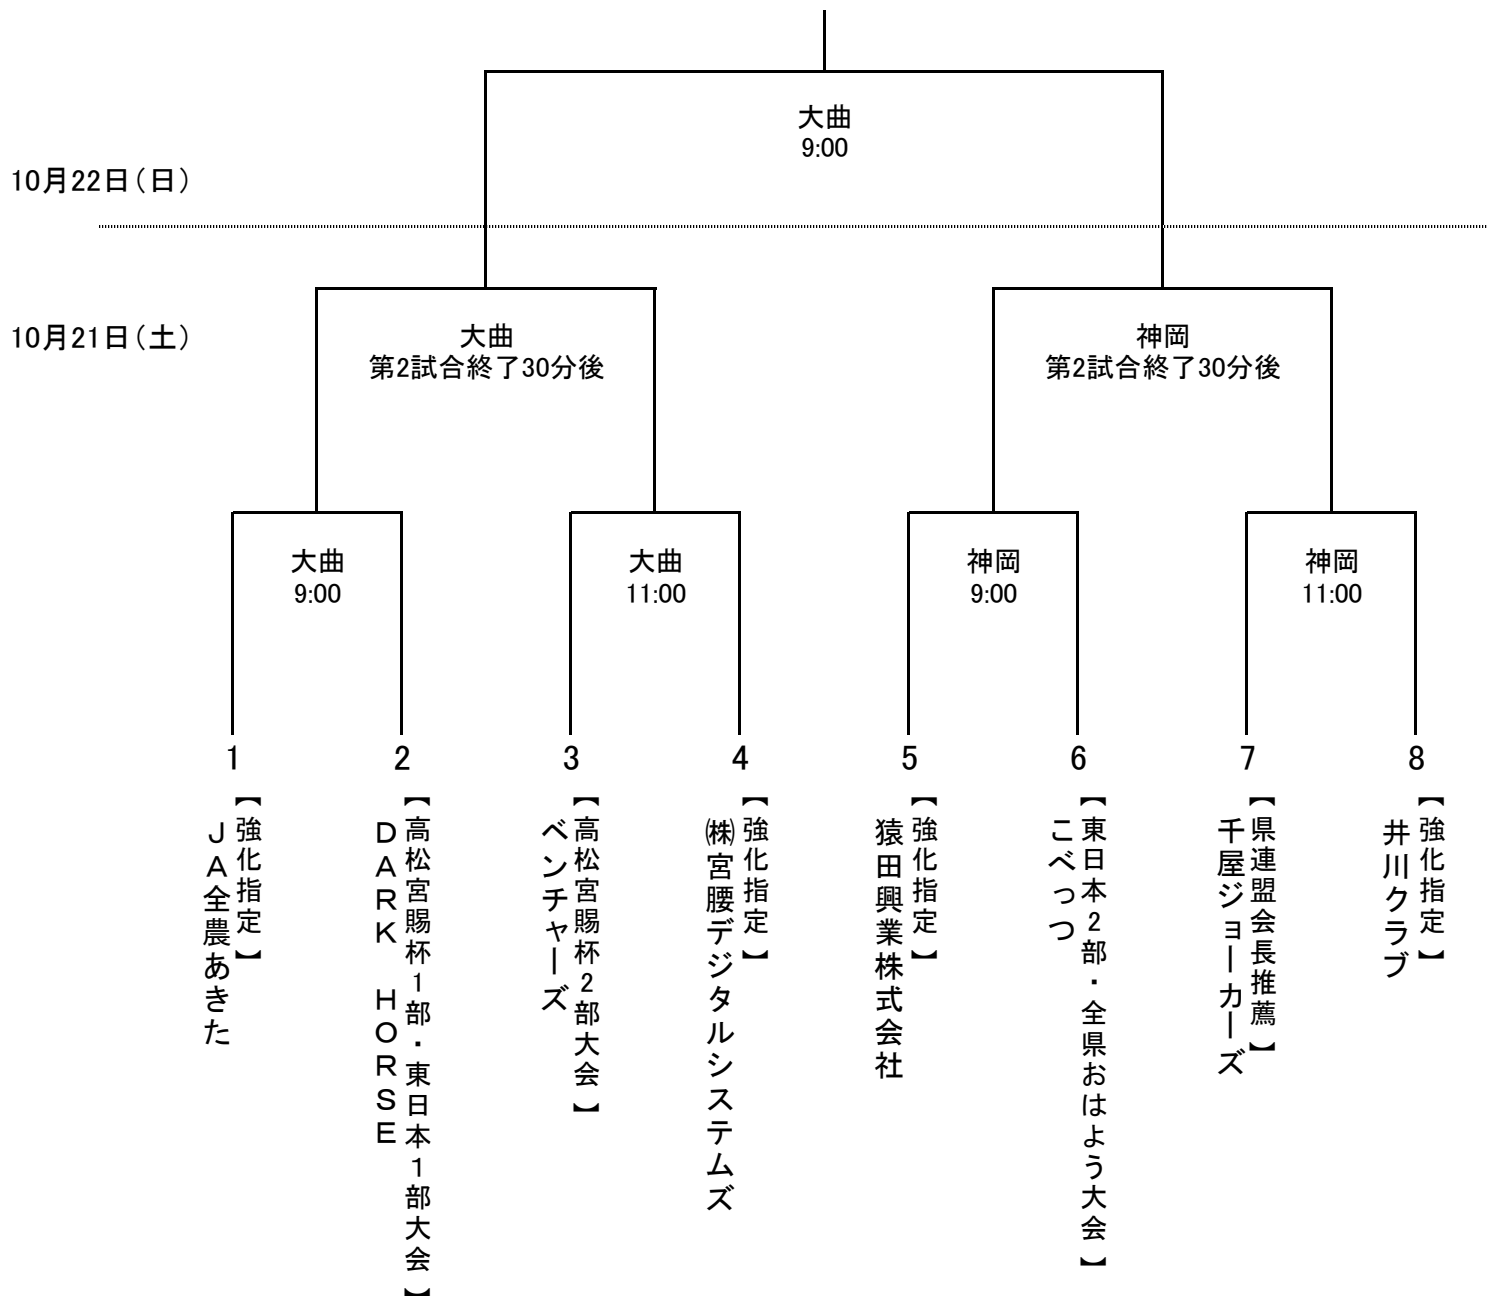 大曲
9:00
10月22日(日)
10月21日(土)
大曲
第2試合終了30分後
神岡
第2試合終了30分後
大曲
9:00
大曲
11:00
神岡
9:00
神岡
11:00
1
2
3
4
5
6
7
8
【強化指定】
JA全農あきた
【高松宮賜杯1部・東日本1部大会】
DARK HORSE
【高松宮賜杯2部大会】
ベンチャーズ
【強化指定】
㈱宮腰デジタルシステムズ
【強化指定】
猿田興業株式会社
【東日本2部・全県おはよう大会】
こべっつ
【県連盟会長推薦】
千屋ジョーカーズ
【強化指定】
井川クラブ